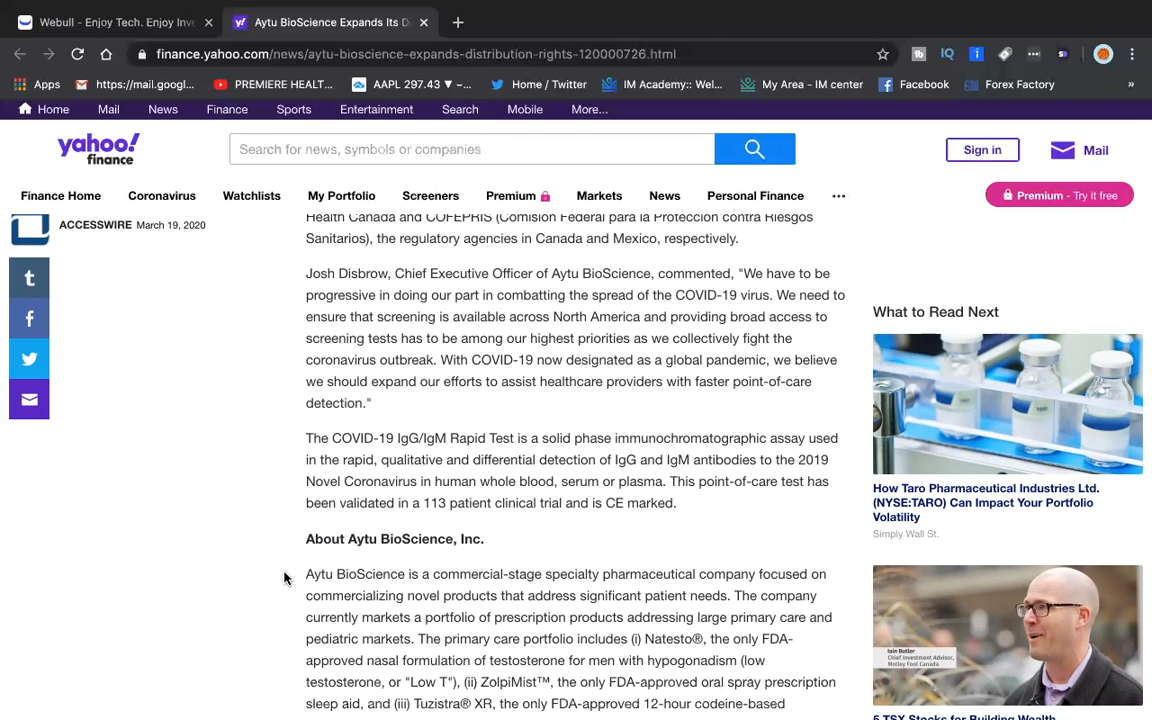 Webull - Enjoy Tech. Enjoy Inv
Aytu BioScience Expands Its D
finance.yahoo.com/news/aytu-bioscience-expands-distribution-rights-120000726.html
Apps
https://mail.googl...
PREMIERE HEALT...
AAPL 297.43 ▼ –...
Home / Twitter
IM Academy:: Wel...
My Area - IM center
Facebook
Forex Factory
»
Home
Mail
News
Finance
Sports
Entertainment
Search
Mobile
More...
yahoo!
finance
Search for news, symbols or companies
Sign in
Mail
Finance Home
Coronavirus
Watchlists
My Portfolio
Screeners
Premium
Markets
News
Personal Finance
Premium - Try it free
ACCESSWIRE March 19, 2020
Health Canada and COFEPRIS (Comisión Federal para la Protección contra Riesgos
Sanitarios), the regulatory agencies in Canada and Mexico, respectively.
Josh Disbrow, Chief Executive Officer of Aytu BioScience, commented, "We have to be
progressive in doing our part in combatting the spread of the COVID-19 virus. We need to
ensure that screening is available across North America and providing broad access to
screening tests has to be among our highest priorities as we collectively fight the
coronavirus outbreak. With COVID-19 now designated as a global pandemic, we believe
we should expand our efforts to assist healthcare providers with faster point-of-care
detection."
The COVID-19 IgG/IgM Rapid Test is a solid phase immunochromatographic assay used
in the rapid, qualitative and differential detection of IgG and IgM antibodies to the 2019
Novel Coronavirus in human whole blood, serum or plasma. This point-of-care test has
been validated in a 113 patient clinical trial and is CE marked.
About Aytu BioScience, Inc.
Aytu BioScience is a commercial-stage specialty pharmaceutical company focused on
commercializing novel products that address significant patient needs. The company
currently markets a portfolio of prescription products addressing large primary care and
pediatric markets. The primary care portfolio includes (i) Natesto®, the only FDA-
approved nasal formulation of testosterone for men with hypogonadism (low
testosterone, or "Low T"), (ii) ZolpiMist™, the only FDA-approved oral spray prescription
sleep aid, and (iii) Tuzistra® XR, the only FDA-approved 12-hour codeine-based
What to Read Next
How Taro Pharmaceutical Industries Ltd.
(NYSE:TARO) Can Impact Your Portfolio
Volatility
Simply Wall St.
Iain Butler
Chief Investment Advisor,
Motley Fool Canada
5 TSX Stocks for Building Wealth